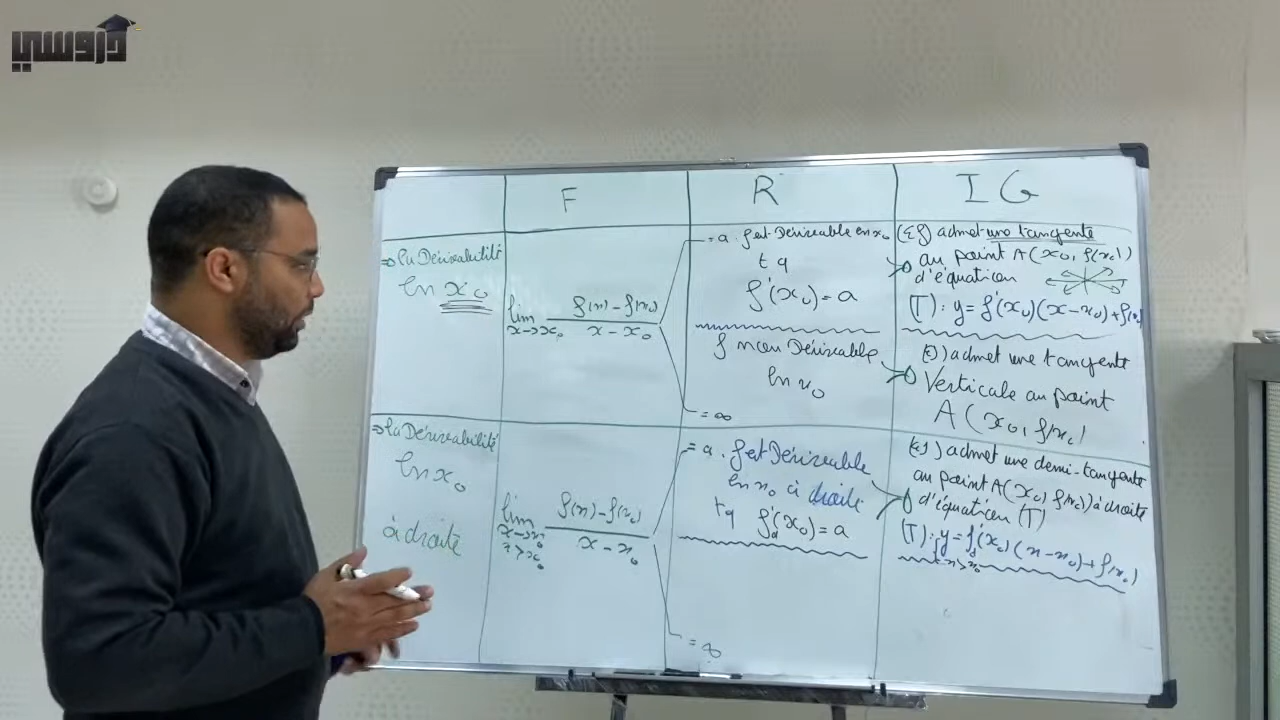 دروسي
F
R
IG
⇒ la Dérivabilité
en x₀
lim f(x) - f(x₀)
x→x₀ x - x₀
= a . f est Dérivable en x₀
tq
f'(x₀) = a
f n'est Dérivable
en x₀
= ∞
(Cf) admet une tangente
au point A(x₀, f(x₀))
d'équation
(T) : y = f'(x₀)(x - x₀) + f(x₀)
(Cf) admet une tangente
Verticale au point
A(x₀, f(x₀)
⇒ la Dérivabilité
en x₀
à droite
lim f(x) - f(x₀)
x→x₀ x - x₀
x > x₀
= a . f est Dérivable
en x₀ à droite
tq f'd(x₀) = a
= ∞
(Cf) admet une demi-tangente
au point A(x₀, f(x₀)) à droite
d'équation (T)
(T) : y = f'd(x₀)(x - x₀) + f(x₀)
x > x₀